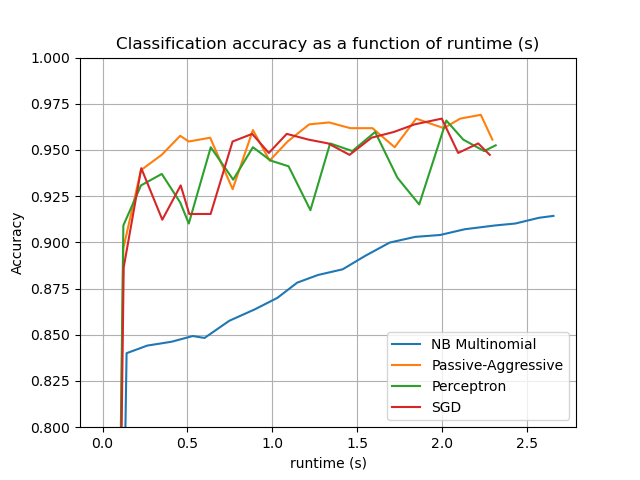 Classification accuracy as a function of runtime (s)
1.000
0.975
0.950
0.925
0.900
0.875
0.850
0.825
0.800
Accuracy
NB Multinomial
Passive-Aggressive
Perceptron
SGD
0.0 0.5 1.0 1.5 2.0 2.5
runtime (s)